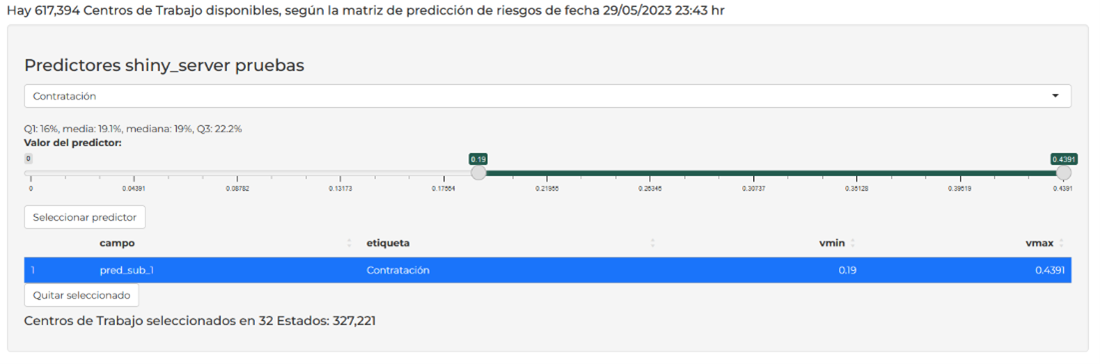 Hay 617,394 Centros de Trabajo disponibles, según la matriz de predicción de riesgos de fecha 29/05/2023 23:43 hr
Predictores shiny_server pruebas
Contratación
Q1: 16%, media: 19.1%, mediana: 19%, Q3: 22.2%
Valor del predictor:
0 0.19 0.4391
0 0.04391 0.08782 0.13173 0.17564 0.21955 0.26346 0.30737 0.35128 0.39519 0.4391
Seleccionar predictor
campo etiqueta vmin vmax
1 pred_sub_1 Contratación 0.19 0.4391
Quitar seleccionado
Centros de Trabajo seleccionados en 32 Estados: 327,221